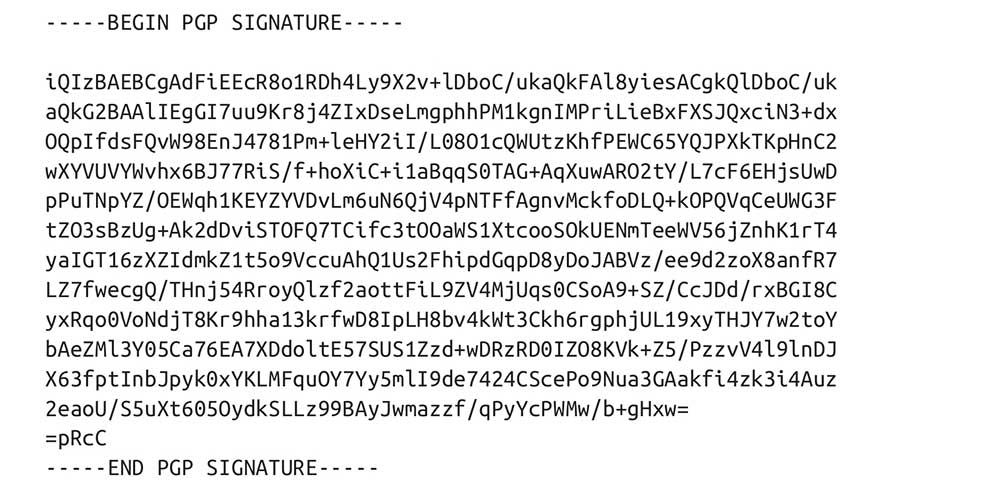 -----BEGIN PGP SIGNATURE-----

iQIzBAEBCgAdFiEEcR8o1RDh4Ly9X2v+lDboC/ukaQkFAl8yiesACgkQlDboC/uk
aQkG2BAAlIEgGI7uu9Kr8j4ZIxDseLmgphhPM1kgnIMPriLieBxFXSJQxciN3+dx
OQpIfdsFQvW98EnJ4781Pm+leHY2iI/L08O1cQWUtzKhfPEWC65YQJPXkTKpHnC2
wXYVUVYWvhx6BJ77RiS/f+hoXiC+i1aBqqS0TAG+AqXuwARO2tY/L7cF6EHjsUwD
pPuTNpYZ/OEWqh1KEYZYVDvLm6uN6QjV4pNTFfAgnvMckfoDLQ+kOPQVqCeUWG3F
tZO3sBzUg+Ak2dDviSTOFQ7TCifc3tOOaWS1XtcooSOkUENmTeeWV56jZnhK1rT4
yaIGT16zXZIdmkZ1t5o9VccuAhQ1Us2FhipdGqpD8yDoJABVz/ee9d2zoX8anfR7
LZ7fwecgQ/THnj54RroyQlzf2aottFiL9ZV4MjUqs0CSoA9+SZ/CcJDd/rxBGI8C
yxRqo0VoNdjT8Kr9hha13krfwD8IpLH8bv4kWt3Ckh6rgphjUL19xyTHJY7w2toY
bAeZMl3Y05Ca76EA7XDdoltE57SUS1Zzd+wDRzRD0IZO8KVk+Z5/PzzvV4l9lnDJ
X63fptInbJpyk0xYKLMFquOY7Yy5mlI9de7424CScePo9Nua3GAakfi4zk3i4Auz
2eaoU/S5uXt605OydkSLLz99BAyJwmazzf/qPyYcPWMw/b+gHxw=
=pRcC
-----END PGP SIGNATURE-----